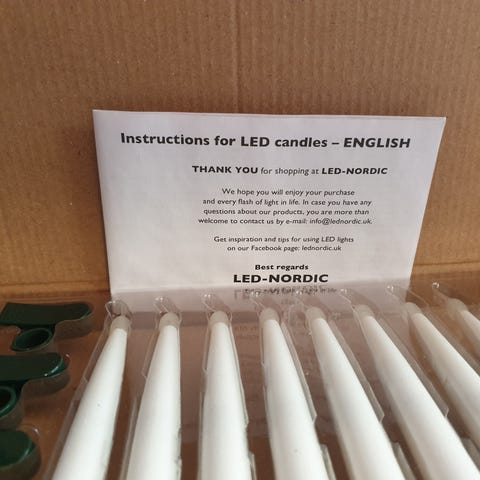 Instructions for LED candles – ENGLISH
THANK YOU for shopping at LED-NORDIC
We hope you will enjoy your purchase
and every flash of light in life. In case you have any
questions about our products, you are more than
welcome to contact us by e-mail: info@lednordic.uk.
Get inspiration and tips for using LED lights
on our Facebook page: lednordic.uk
Best regards
LED-NORDIC